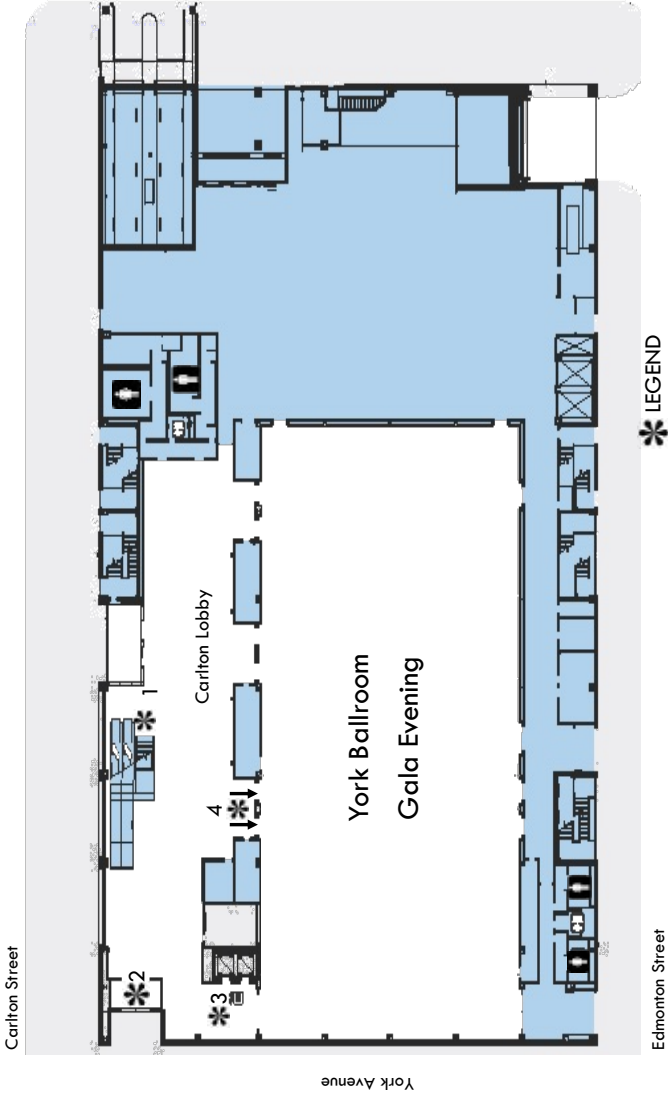 Carlton Street
1
Carlton Lobby
4
2
3
York Ballroom
Gala Evening
LEGEND
Edmonton Street
York Avenue